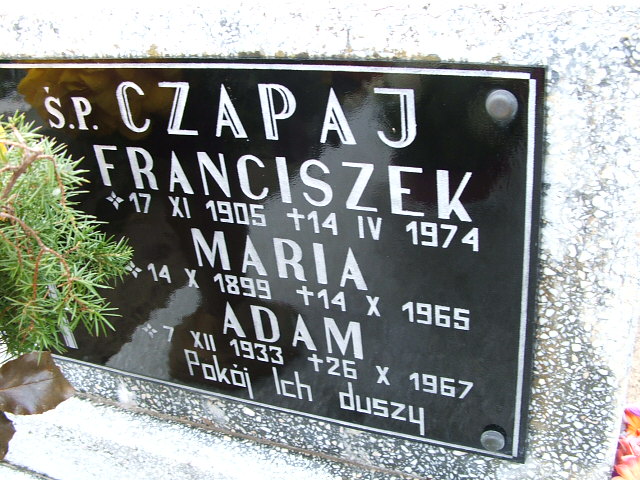 Ś.P. CZAPAJ
FRANCISZEK
17 XI 1905 +14 IV 1974
MARIA
14 X 1899 +14 X 1965
ADAM
7 XII 1933 +26 X 1967
Pokój Ich duszy